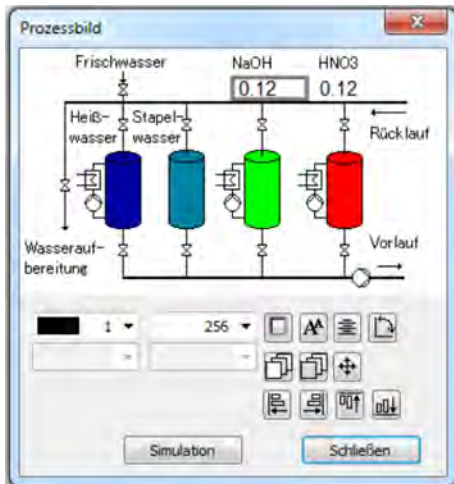 Prozessbild
Frischwasser
NaOH
HNO3
0.12
0.12
Heiß-
wasser
Stapel-
wasser
Rücklauf
Wasserauf-
bereitung
Vorlauf
1
256
AA
Simulation
Schließen